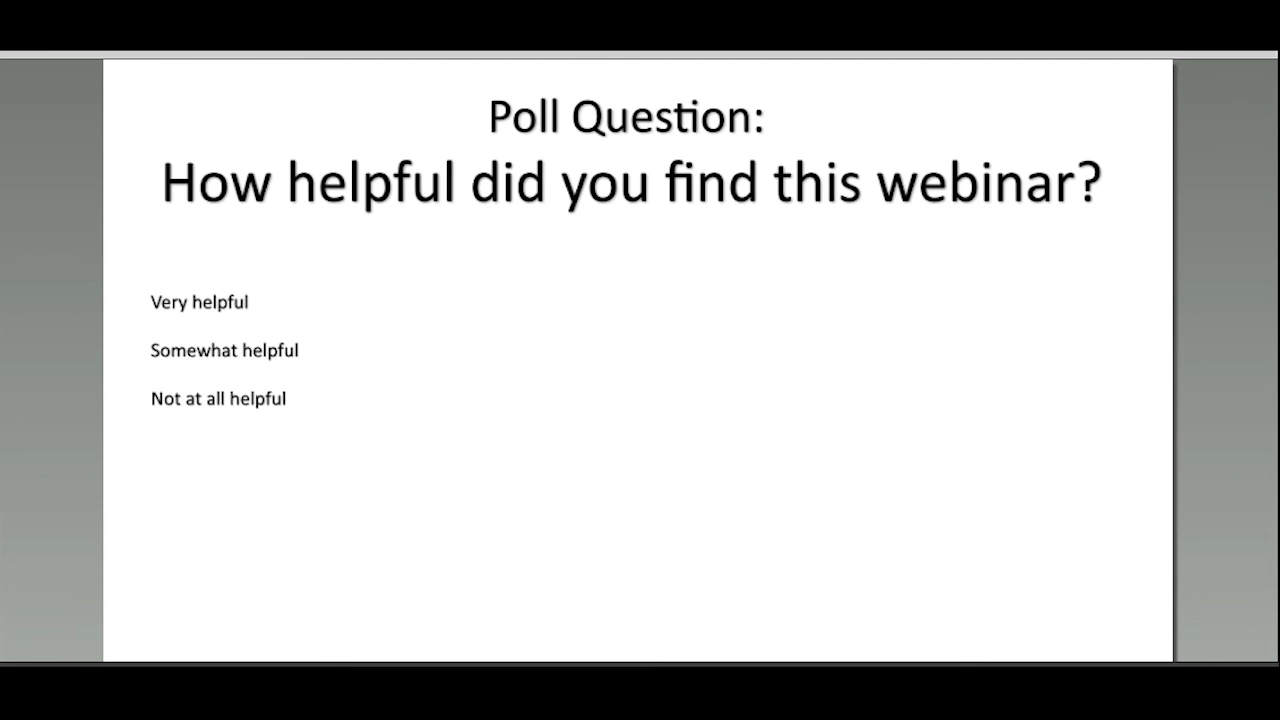 Poll Question:
How helpful did you find this webinar?
Very helpful
Somewhat helpful
Not at all helpful